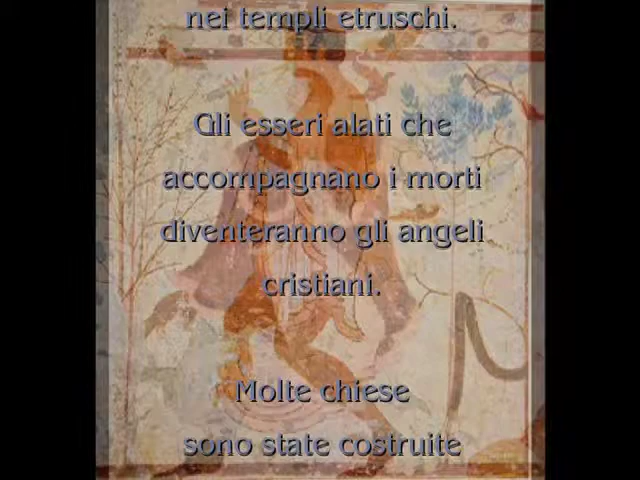 nei templi etruschi.
Gli esseri alati che
accompagnano i morti
diventeranno gli angeli
cristiani.
Molte chiese
sono state costruite